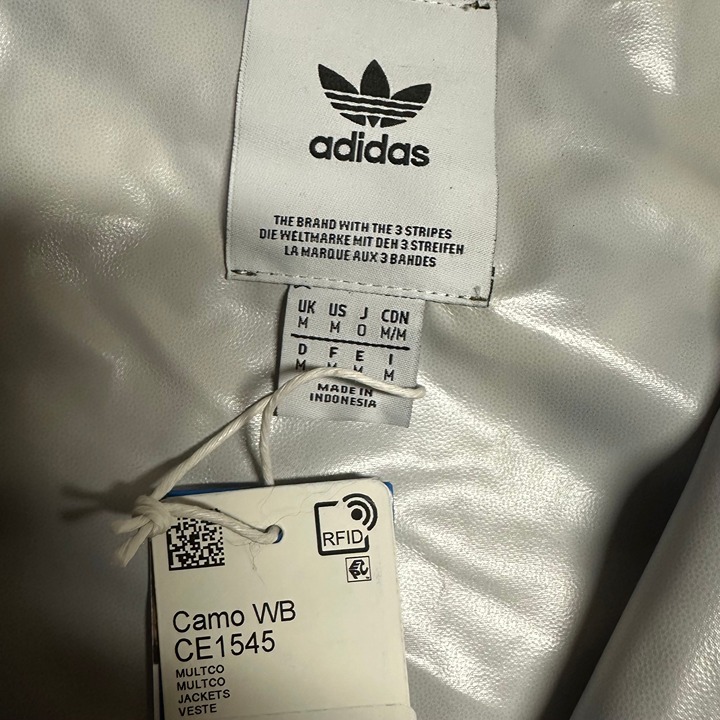 adidas
THE BRAND WITH THE 3 STRIPES
DIE WELTMARKE MIT DEN 3 STREIFEN
LA MARQUE AUX 3 BANDES
UK US J CDN
M M O M/M
D F E I
M M M M
MADE IN
INDONESIA
RFID
Camo WB
CE1545
MULTCO
MULTCO
JACKETS
VESTE